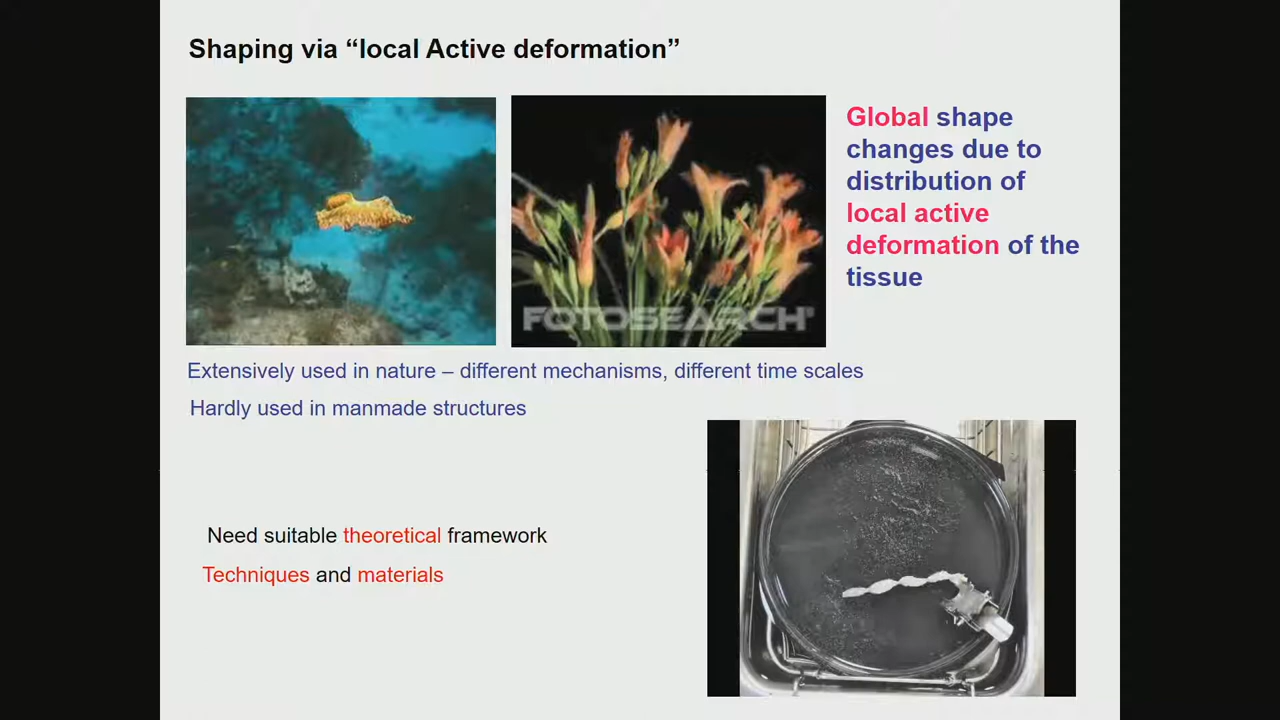 Shaping via “local Active deformation”
Global shape
changes due to
distribution of
local active
deformation of the
tissue
FOTOSEARCH®
Extensively used in nature – different mechanisms, different time scales
Hardly used in manmade structures
Need suitable theoretical framework
Techniques and materials